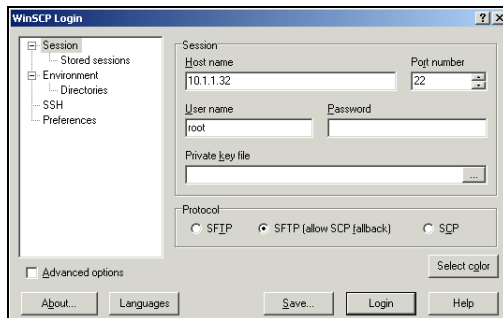 WinSCP Login
Session
Stored sessions
Environment
Directories
SSH
Preferences
Session
Host name
Port number
10.1.1.32
22
User name
Password
root
Private key file
...
Protocol
SFTP
SFTP (allow SCP fallback)
SCP
Advanced options
Select color
About...
Languages
Save...
Login
Help